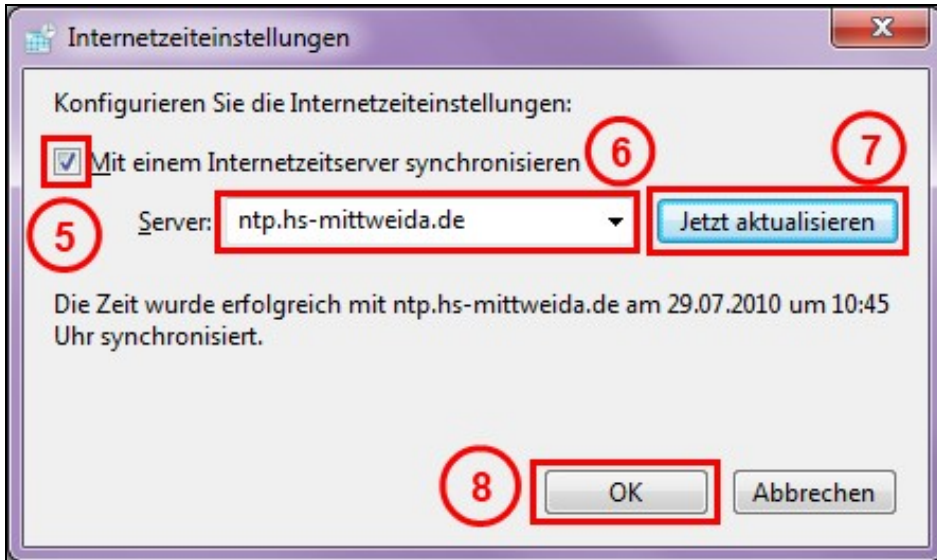 Internetzeiteinstellungen
Konfigurieren Sie die Internetzeiteinstellungen:
Mit einem Internetzeitserver synchronisieren 6 7
5 Server: ntp.hs-mittweida.de Jetzt aktualisieren
Die Zeit wurde erfolgreich mit ntp.hs-mittweida.de am 29.07.2010 um 10:45
Uhr synchronisiert.
8 OK Abbrechen